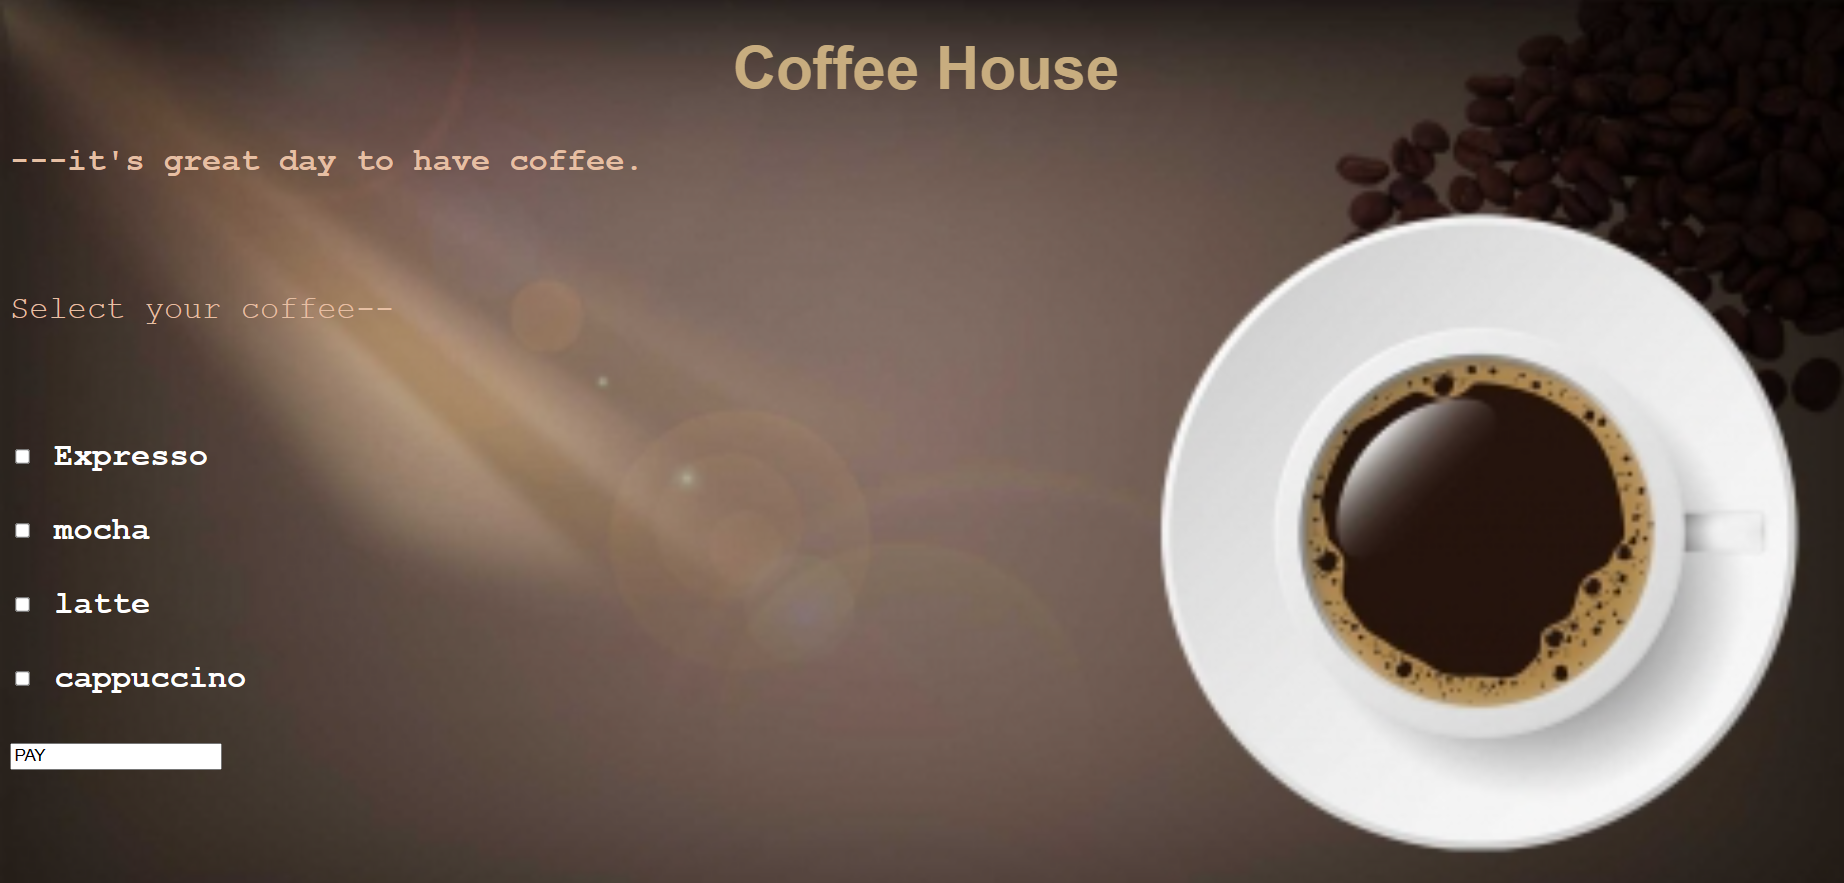 Coffee House
---it's great day to have coffee.
Select your coffee--
Expresso
mocha
latte
cappuccino
PAY